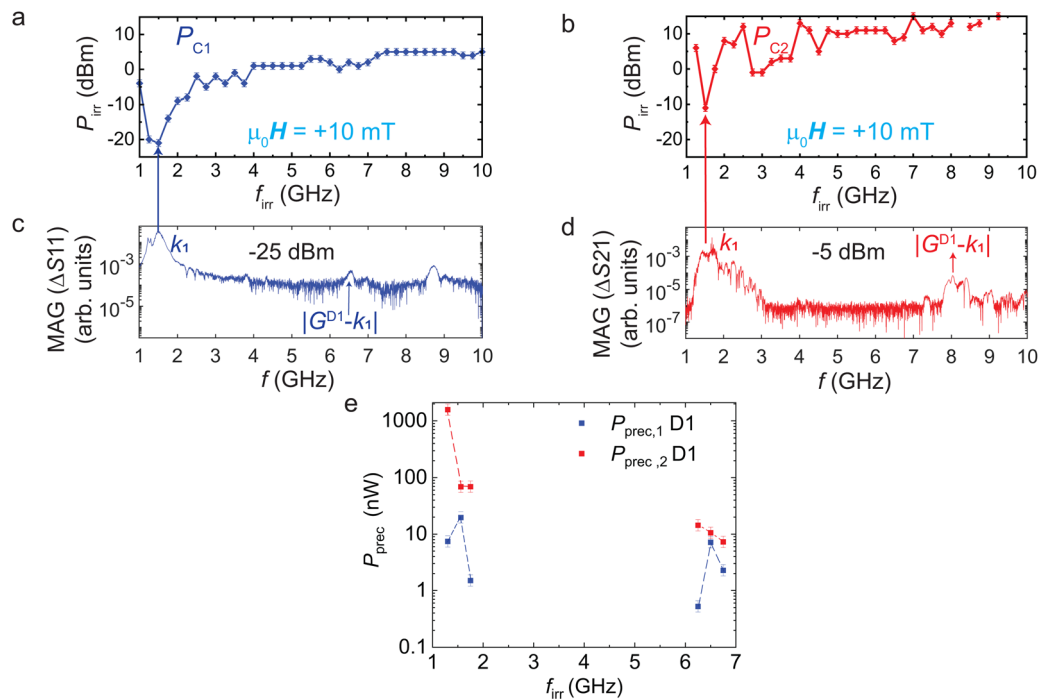 a
P_irr (dBm)
20
10
0
-10
-20
P_C1
μ₀H = +10 mT
1 2 3 4 5 6 7 8 9 10
f_irr (GHz)
b
P_irr (dBm)
10
0
-10
-20
P_C2
μ₀H = +10 mT
1 2 3 4 5 6 7 8 9 10
f_irr (GHz)
c
MAG (ΔS11)
(arb. units)
10⁻³
10⁻⁵
k₁
-25 dBm
|G^D1-k₁|
1 2 3 4 5 6 7 8 9 10
f (GHz)
d
MAG (ΔS21)
(arb. units)
10⁻¹
10⁻³
10⁻⁵
10⁻⁷
k₁
-5 dBm
|G^D1-k₁|
1 2 3 4 5 6 7 8 9 10
f (GHz)
e
P_prec (nW)
1000
100
10
1
0.1
P_prec,1 D1
P_prec ,2 D1
1 2 3 4 5 6 7
f_irr (GHz)